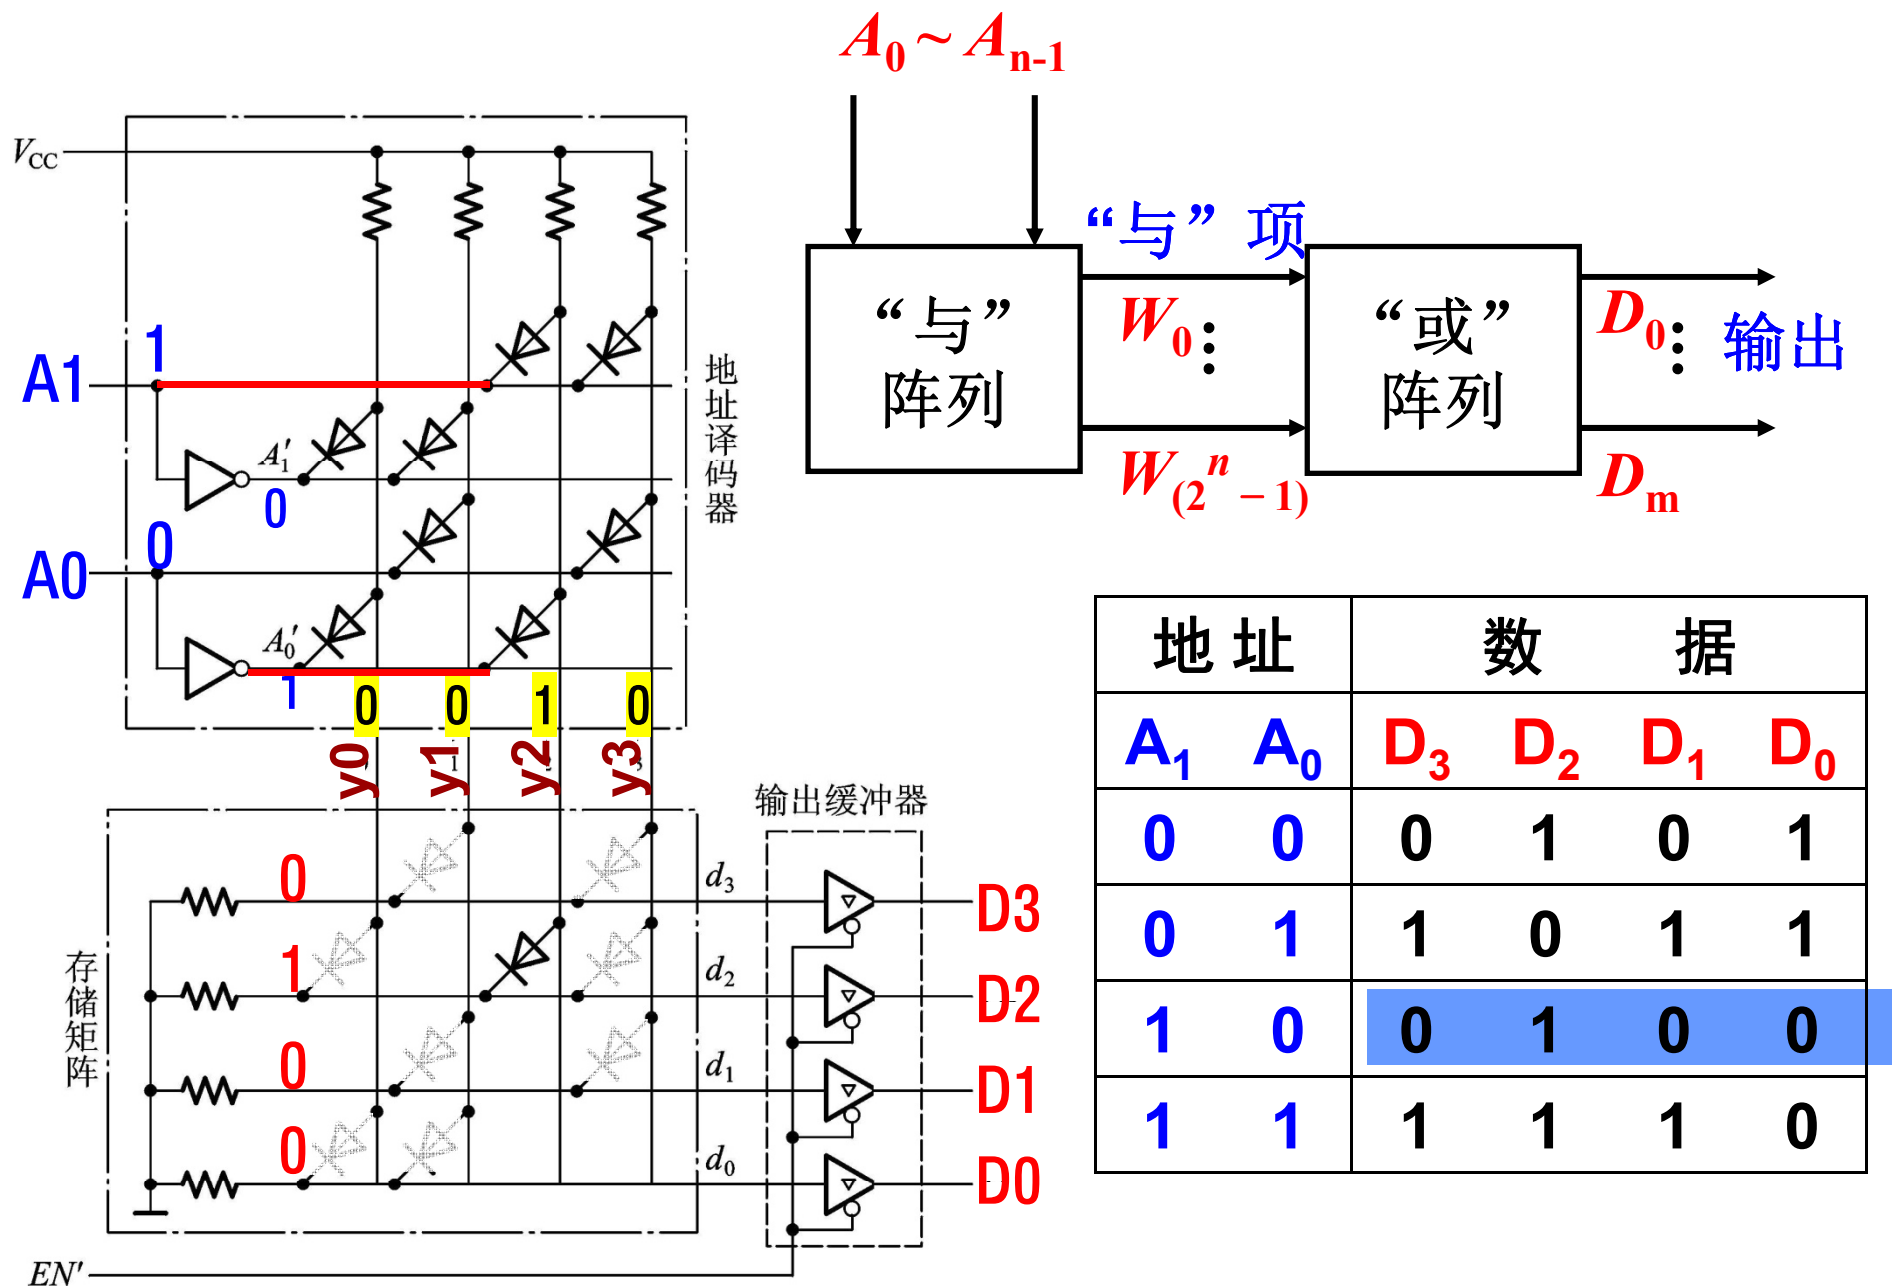 A0 ~ An-1
VCC
“与” 项
“与”
阵列
W0
W(2^n – 1)
“或”
阵列
D0
输出
Dm
1
A1
A1′
0
0
A0
A0′
1
地址译码器
0 0 1 0
y0 y1 y2 y3
输出缓冲器
存储矩阵
0 d3 D3
1 d2 D2
0 d1 D1
0 d0 D0
EN′
地 址 数 据
A1 A0 D3 D2 D1 D0
0 0 0 1 0 1
0 1 1 0 1 1
1 0 0 1 0 0
1 1 1 1 1 0